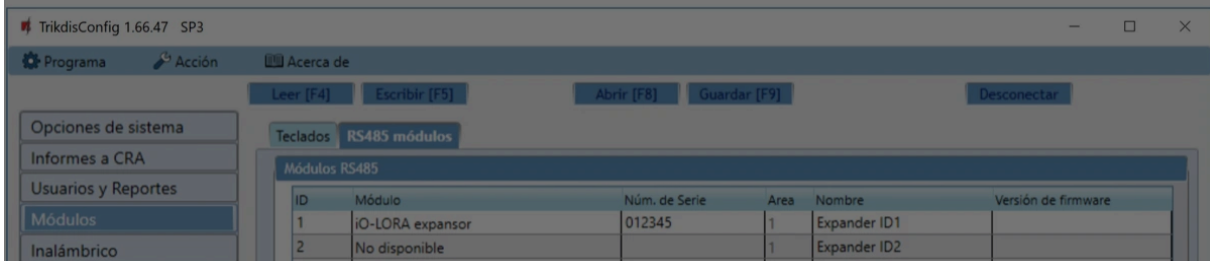 TrikdisConfig 1.66.47 SP3
Programa Acción Acerca de
Leer [F4] Escribir [F5] Abrir [F8] Guardar [F9] Desconectar
Opciones de sistema
Teclados RS485 módulos
Informes a CRA
Módulos RS485
Usuarios y Reportes
ID Módulo Núm. de Serie Area Nombre Versión de firmware
Módulos
1 iO-LORA expansor 012345 1 Expander ID1
Inalámbrico
2 No disponible 1 Expander ID2